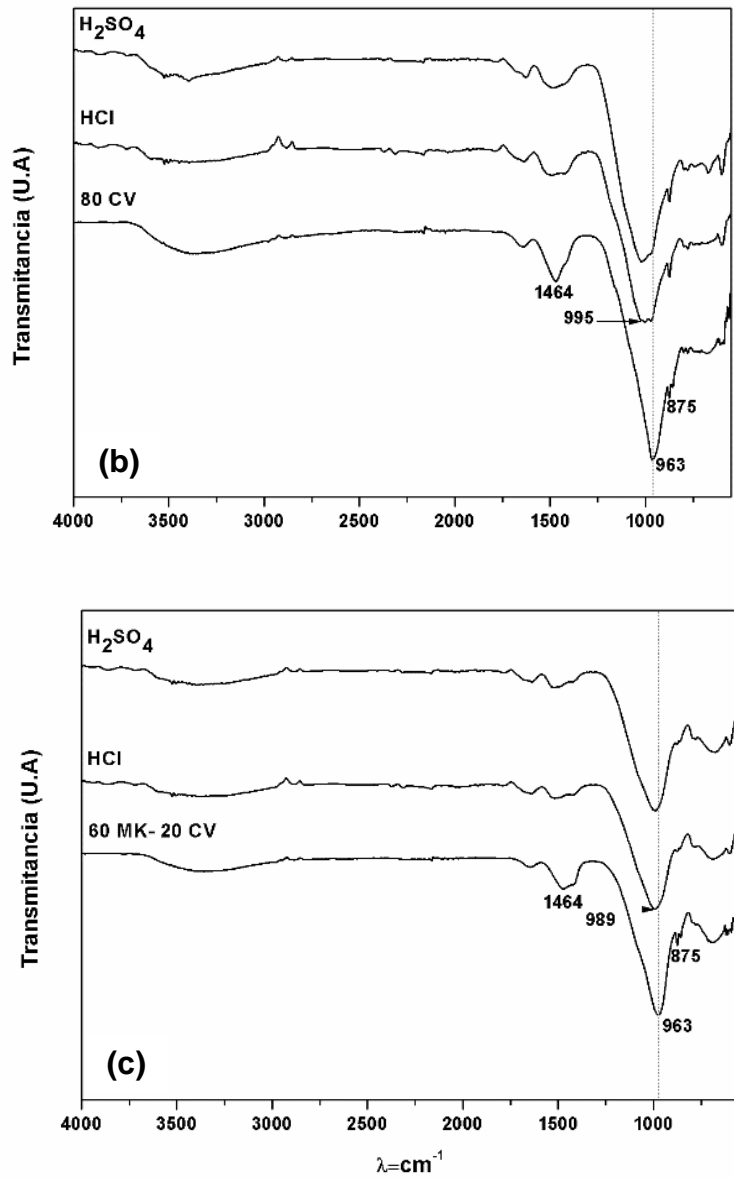 H₂SO₄
HCl
80 CV
1464
995
875
963
(b)
Transmitancia (U.A)
4000 3500 3000 2500 2000 1500 1000
H₂SO₄
HCl
60 MK- 20 CV
1464
989
875
963
(c)
Transmitancia (U.A)
4000 3500 3000 2500 2000 1500 1000
λ=cm⁻¹